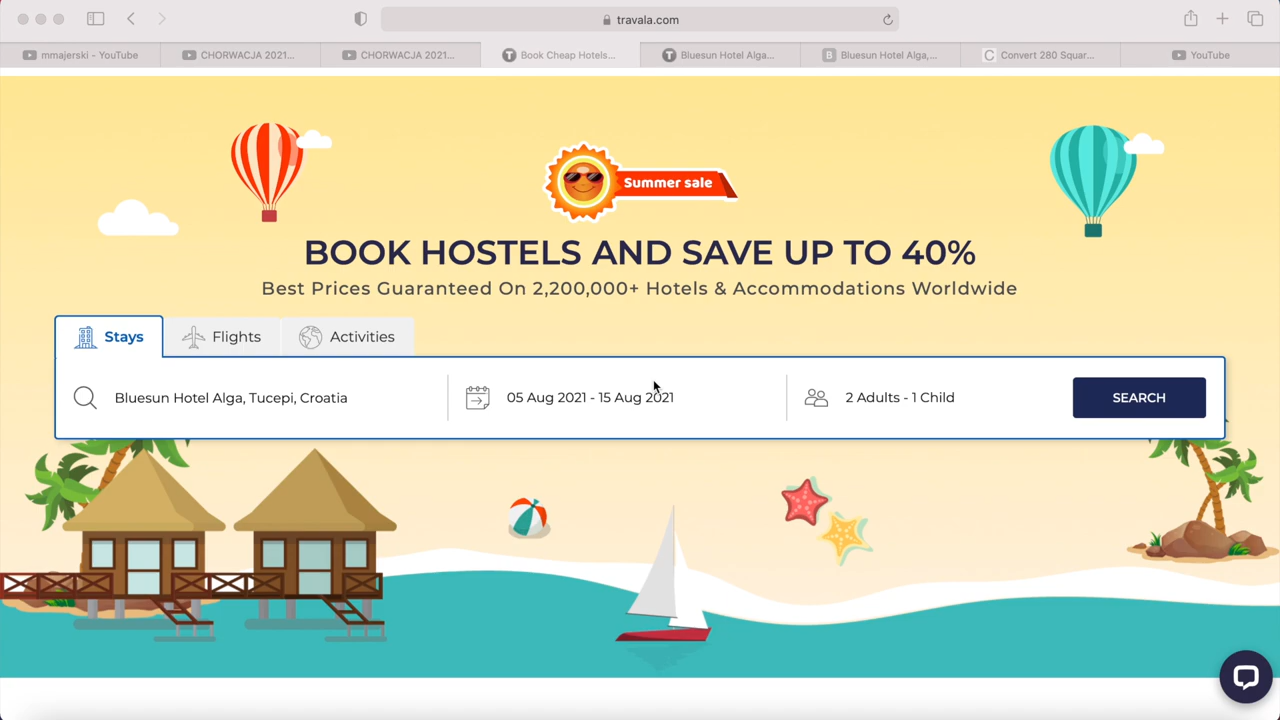 travala.com
mmajerski - YouTube
CHORWACJA 2021...
CHORWACJA 2021...
Book Cheap Hotels...
Bluesun Hotel Alga...
Bluesun Hotel Alga,...
Convert 280 Squar...
YouTube
Summer sale
BOOK HOSTELS AND SAVE UP TO 40%
Best Prices Guaranteed On 2,200,000+ Hotels & Accommodations Worldwide
Stays
Flights
Activities
Bluesun Hotel Alga, Tucepi, Croatia
05 Aug 2021 - 15 Aug 2021
2 Adults - 1 Child
SEARCH